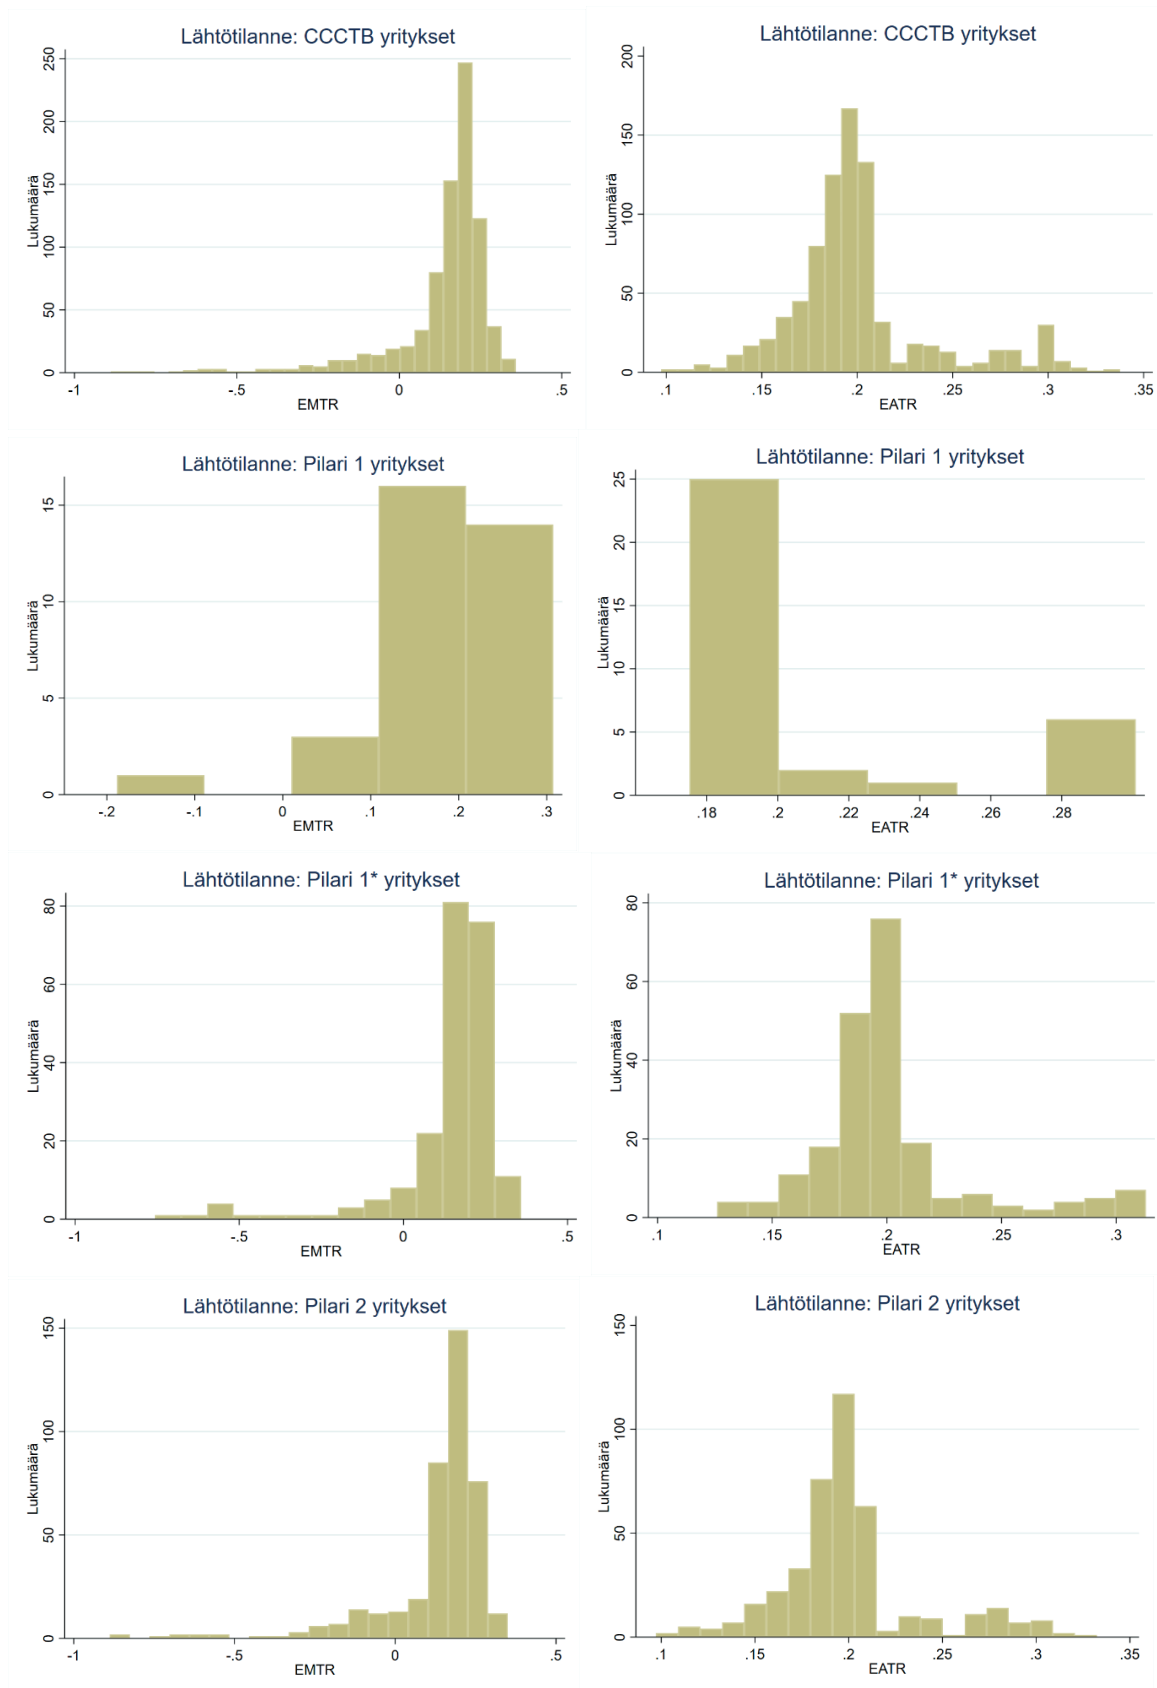 Lähtötilanne: CCCTB yritykset
Lukumäärä
250
200
150
100
50
0
-1 -.5 0 .5
EMTR
Lähtötilanne: CCCTB yritykset
Lukumäärä
200
150
100
50
0
.1 .15 .2 .25 .3 .35
EATR
Lähtötilanne: Pilari 1 yritykset
Lukumäärä
15
10
5
0
-.2 -.1 0 .1 .2 .3
EMTR
Lähtötilanne: Pilari 1 yritykset
Lukumäärä
25
20
15
10
5
0
.18 .2 .22 .24 .26 .28
EATR
Lähtötilanne: Pilari 1* yritykset
Lukumäärä
80
60
40
20
0
-1 -.5 0 .5
EMTR
Lähtötilanne: Pilari 1* yritykset
Lukumäärä
80
60
40
20
0
.1 .15 .2 .25 .3
EATR
Lähtötilanne: Pilari 2 yritykset
Lukumäärä
150
100
50
0
-1 -.5 0 .5
EMTR
Lähtötilanne: Pilari 2 yritykset
Lukumäärä
150
100
50
0
.1 .15 .2 .25 .3 .35
EATR